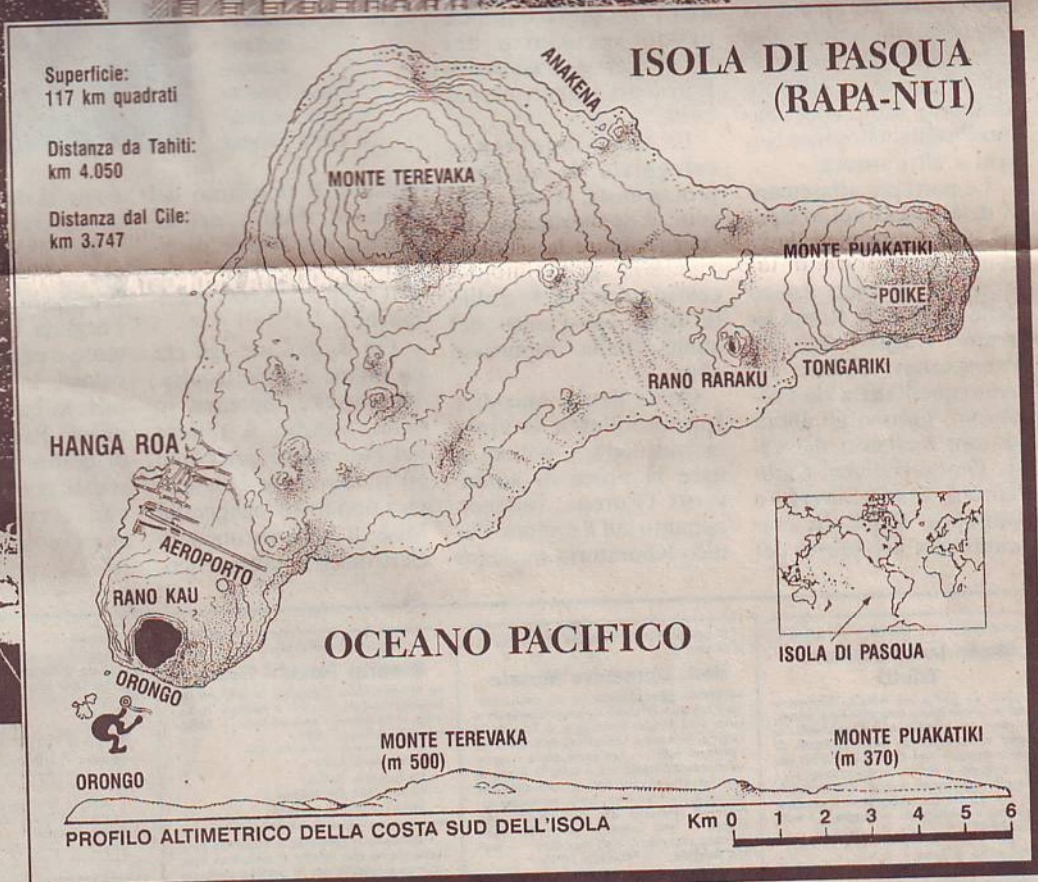 ISOLA DI PASQUA
(RAPA-NUI)
Superficie:
117 km quadrati
Distanza da Tahiti:
km 4.050
Distanza dal Cile:
km 3.747
ANAKENA
MONTE TEREVAKA
MONTE PUAKATIKI
POIKE
RANO RARAKU
TONGARIKI
HANGA ROA
AEROPORTO
RANO KAU
ORONGO
OCEANO PACIFICO
ISOLA DI PASQUA
ORONGO
MONTE TEREVAKA
(m 500)
MONTE PUAKATIKI
(m 370)
PROFILO ALTIMETRICO DELLA COSTA SUD DELL'ISOLA
Km 0 1 2 3 4 5 6